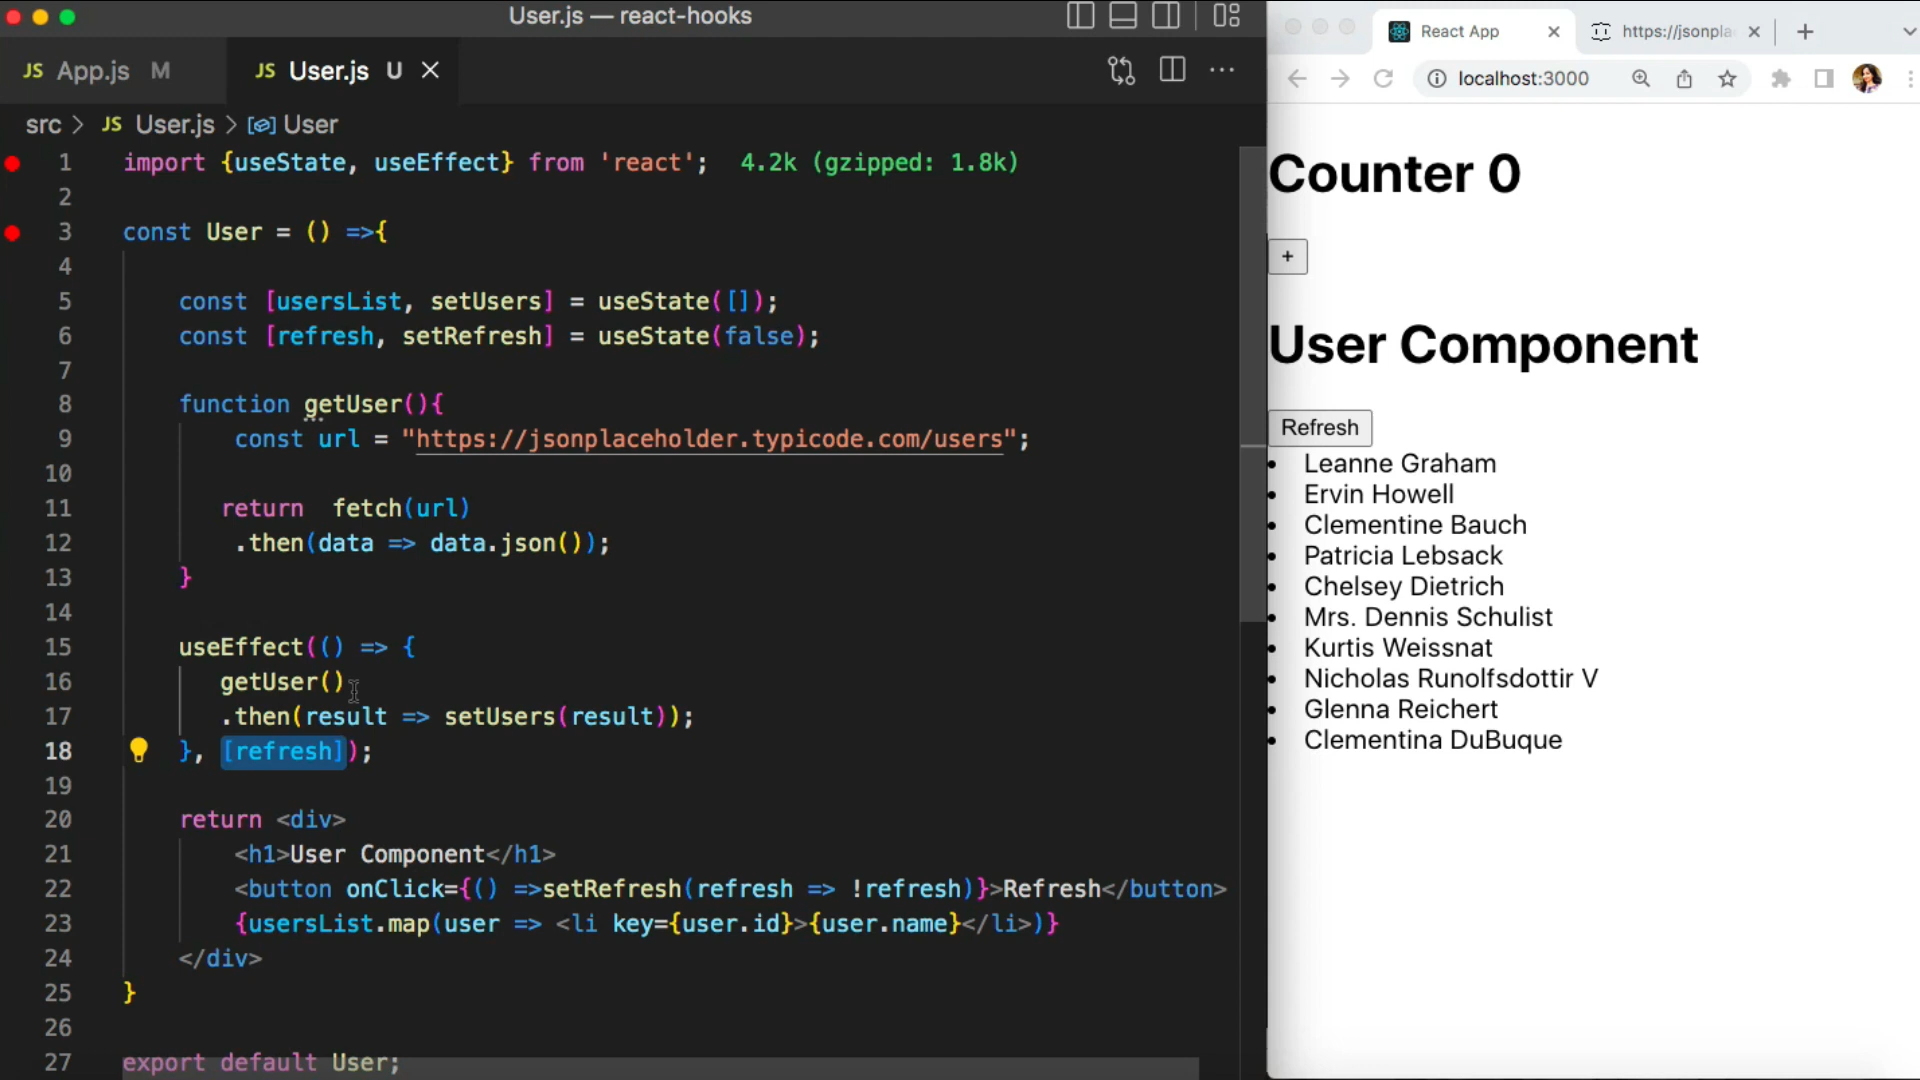 User.js — react-hooks
JS App.js M
JS User.js U
src > JS User.js > User
1 import {useState, useEffect} from 'react'; 4.2k (gzipped: 1.8k)
2
3 const User = () =>{
4
5 const [usersList, setUsers] = useState([]);
6 const [refresh, setRefresh] = useState(false);
7
8 function getUser(){
9 const url = "https://jsonplaceholder.typicode.com/users";
10
11 return fetch(url)
12 .then(data => data.json());
13 }
14
15 useEffect(() => {
16 getUser()
17 .then(result => setUsers(result));
18 }, [refresh]);
19
20 return <div>
21 <h1>User Component</h1>
22 <button onClick={() =>setRefresh(refresh => !refresh)}>Refresh</button>
23 {usersList.map(user => <li key={user.id}>{user.name}</li>)}
24 </div>
25 }
26
27 export default User;
React App
https://jsonpla
localhost:3000
Counter 0
+
User Component
Refresh
Leanne Graham
Ervin Howell
Clementine Bauch
Patricia Lebsack
Chelsey Dietrich
Mrs. Dennis Schulist
Kurtis Weissnat
Nicholas Runolfsdottir V
Glenna Reichert
Clementina DuBuque